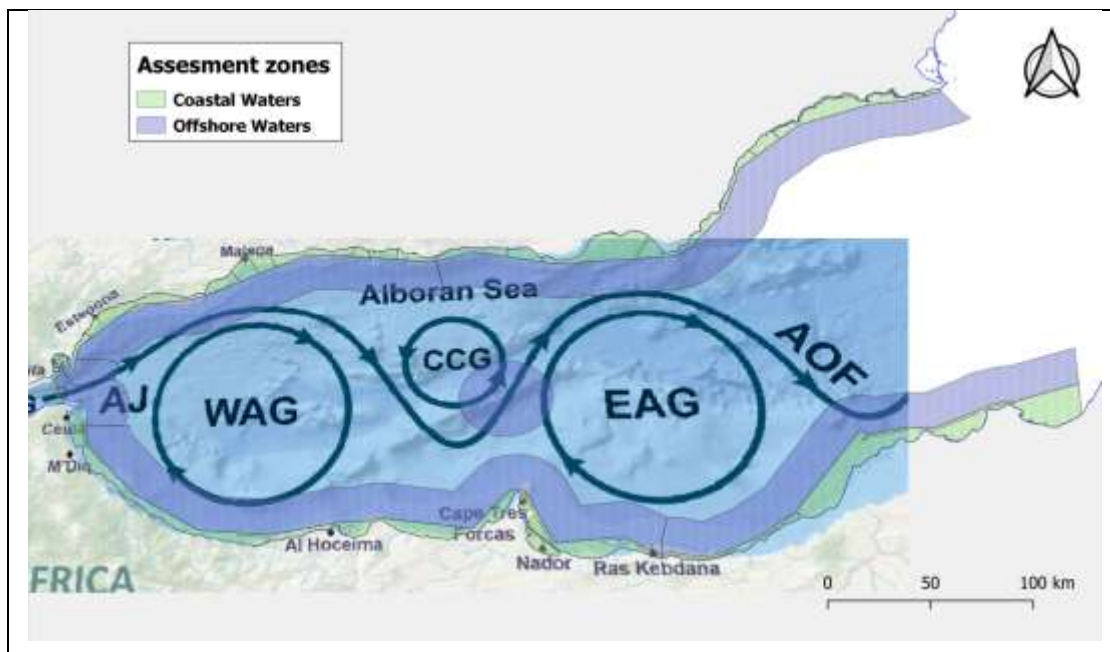 Assesment zones
Coastal Waters
Offshore Waters
Malaga
Estepona
Alboran Sea
CCG
AOF
AJ
WAG
EAG
Ceuta
M'Diq
Cape Tres
Forcas
Al Hoceima
Nador
Ras Kebdana
FRICA
0 50 100 km